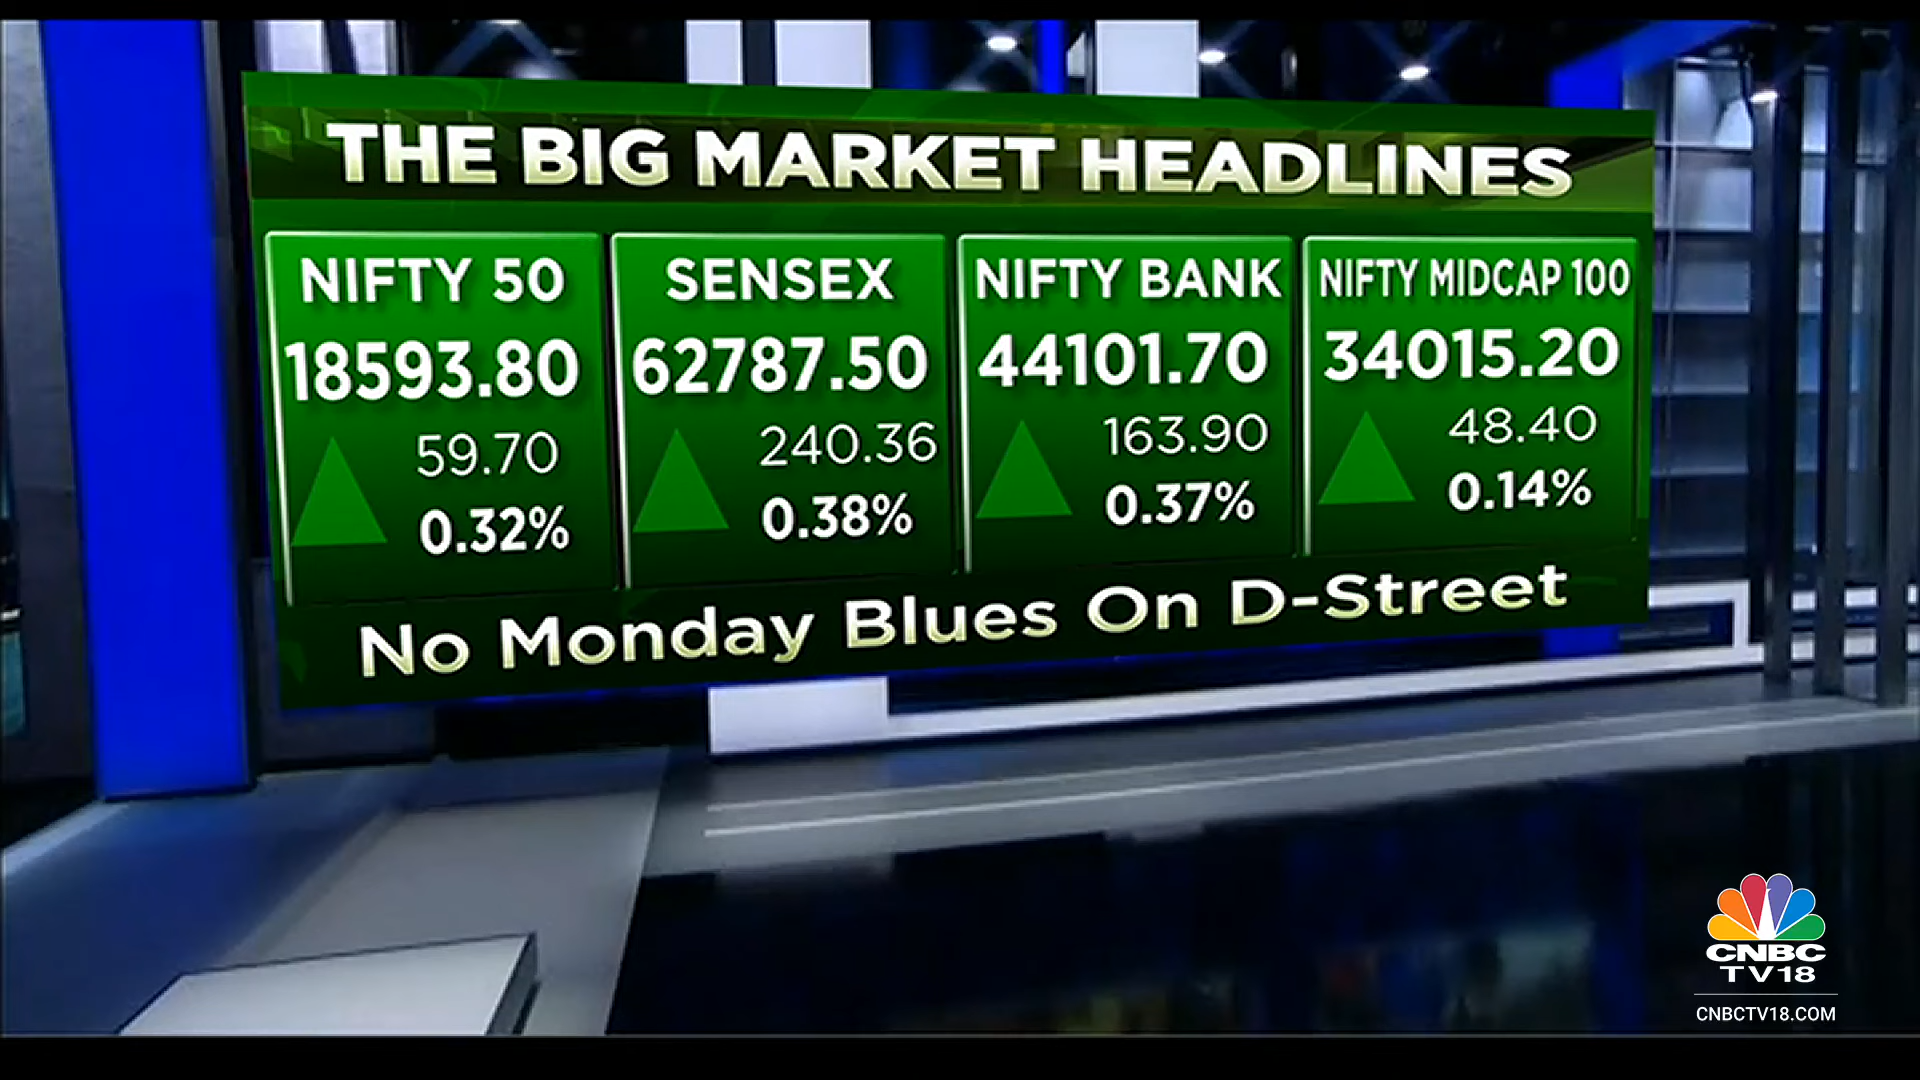 THE BIG MARKET HEADLINES
NIFTY 50
18593.80
59.70
0.32%
SENSEX
62787.50
240.36
0.38%
NIFTY BANK
44101.70
163.90
0.37%
NIFTY MIDCAP 100
34015.20
48.40
0.14%
No Monday Blues On D-Street
CNBC
TV18
CNBCTV18.COM